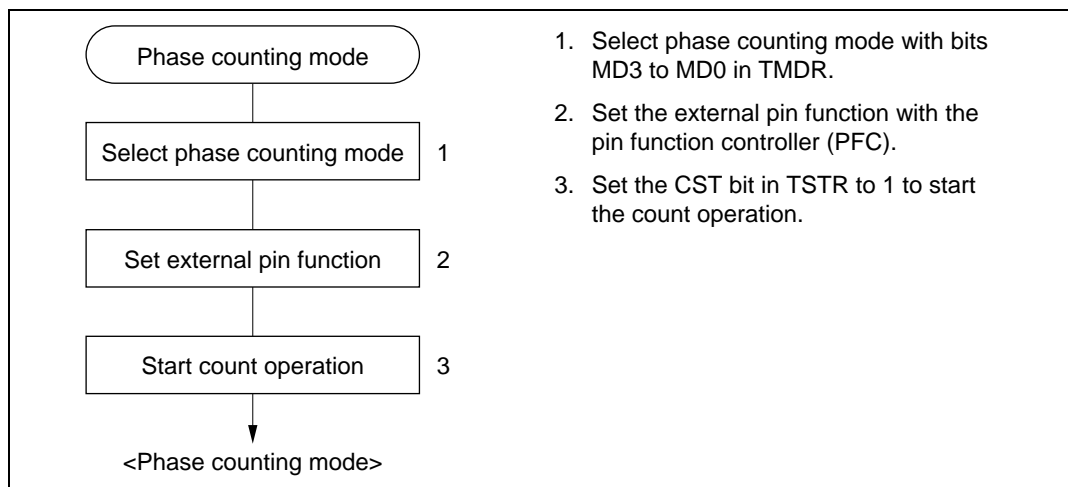 Phase counting mode
Select phase counting mode 1
Set external pin function 2
Start count operation 3
<Phase counting mode>
1. Select phase counting mode with bits
MD3 to MD0 in TMDR.
2. Set the external pin function with the
pin function controller (PFC).
3. Set the CST bit in TSTR to 1 to start
the count operation.